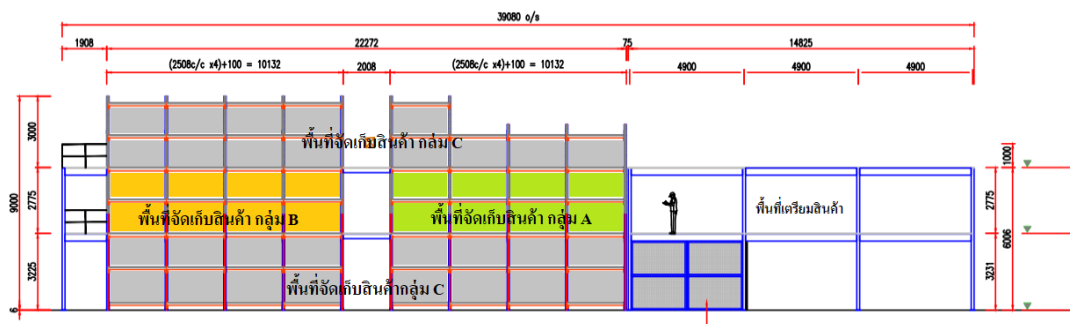 39080 o/s
1908
22272
75
14825
(2508c/c x4)+100 = 10132
2008
(2508c/c x4)+100 = 10132
4900
4900
4900
พื้นที่จัดเก็บสินค้า กลุ่ม C
3000
1000
9000
2775
พื้นที่จัดเก็บสินค้า กลุ่ม B
พื้นที่จัดเก็บสินค้า กลุ่ม A
พื้นที่เตรียมสินค้า
2775
6006
3225
พื้นที่จัดเก็บสินค้ากลุ่ม C
3231
6